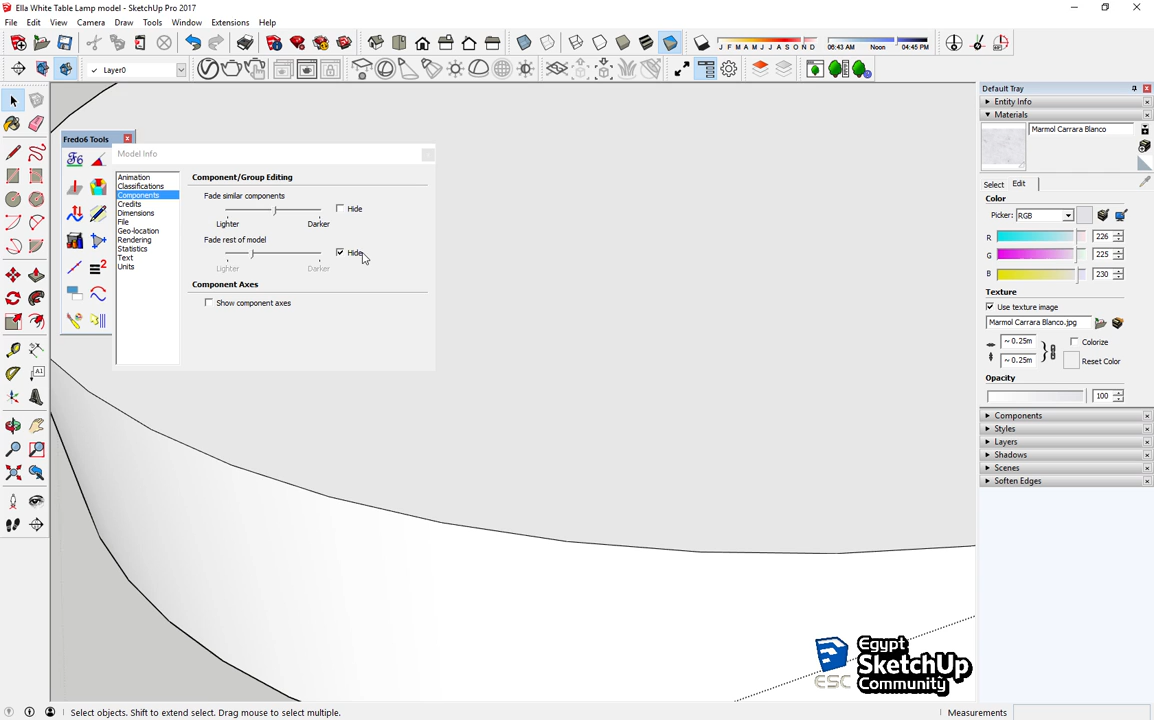 Ella White Table Lamp model - SketchUp Pro 2017
File Edit View Camera Draw Tools Window Extensions Help
J F M A M J J A S O N D
06:43 AM Noon 04:45 PM
Layer0
Fredo6 Tools
Model Info
Animation
Classifications
Components
Credits
Dimensions
File
Geo-location
Rendering
Statistics
Text
Units
Component/Group Editing
Fade similar components
Hide
Lighter Darker
Fade rest of model
Hide
Lighter Darker
Component Axes
Show component axes
Default Tray
Entity Info
Materials
Marmol Carrara Blanco
Select Edit
Color
Picker: RGB
R 226
G 225
B 230
Texture
Use texture image
Marmol Carrara Blanco.jpg
~ 0.25m
Colorize
~ 0.25m
Reset Color
Opacity
100
Components
Styles
Layers
Shadows
Scenes
Soften Edges
Egypt
SketchUp
Community
ESC
Select objects. Shift to extend select. Drag mouse to select multiple.
Measurements